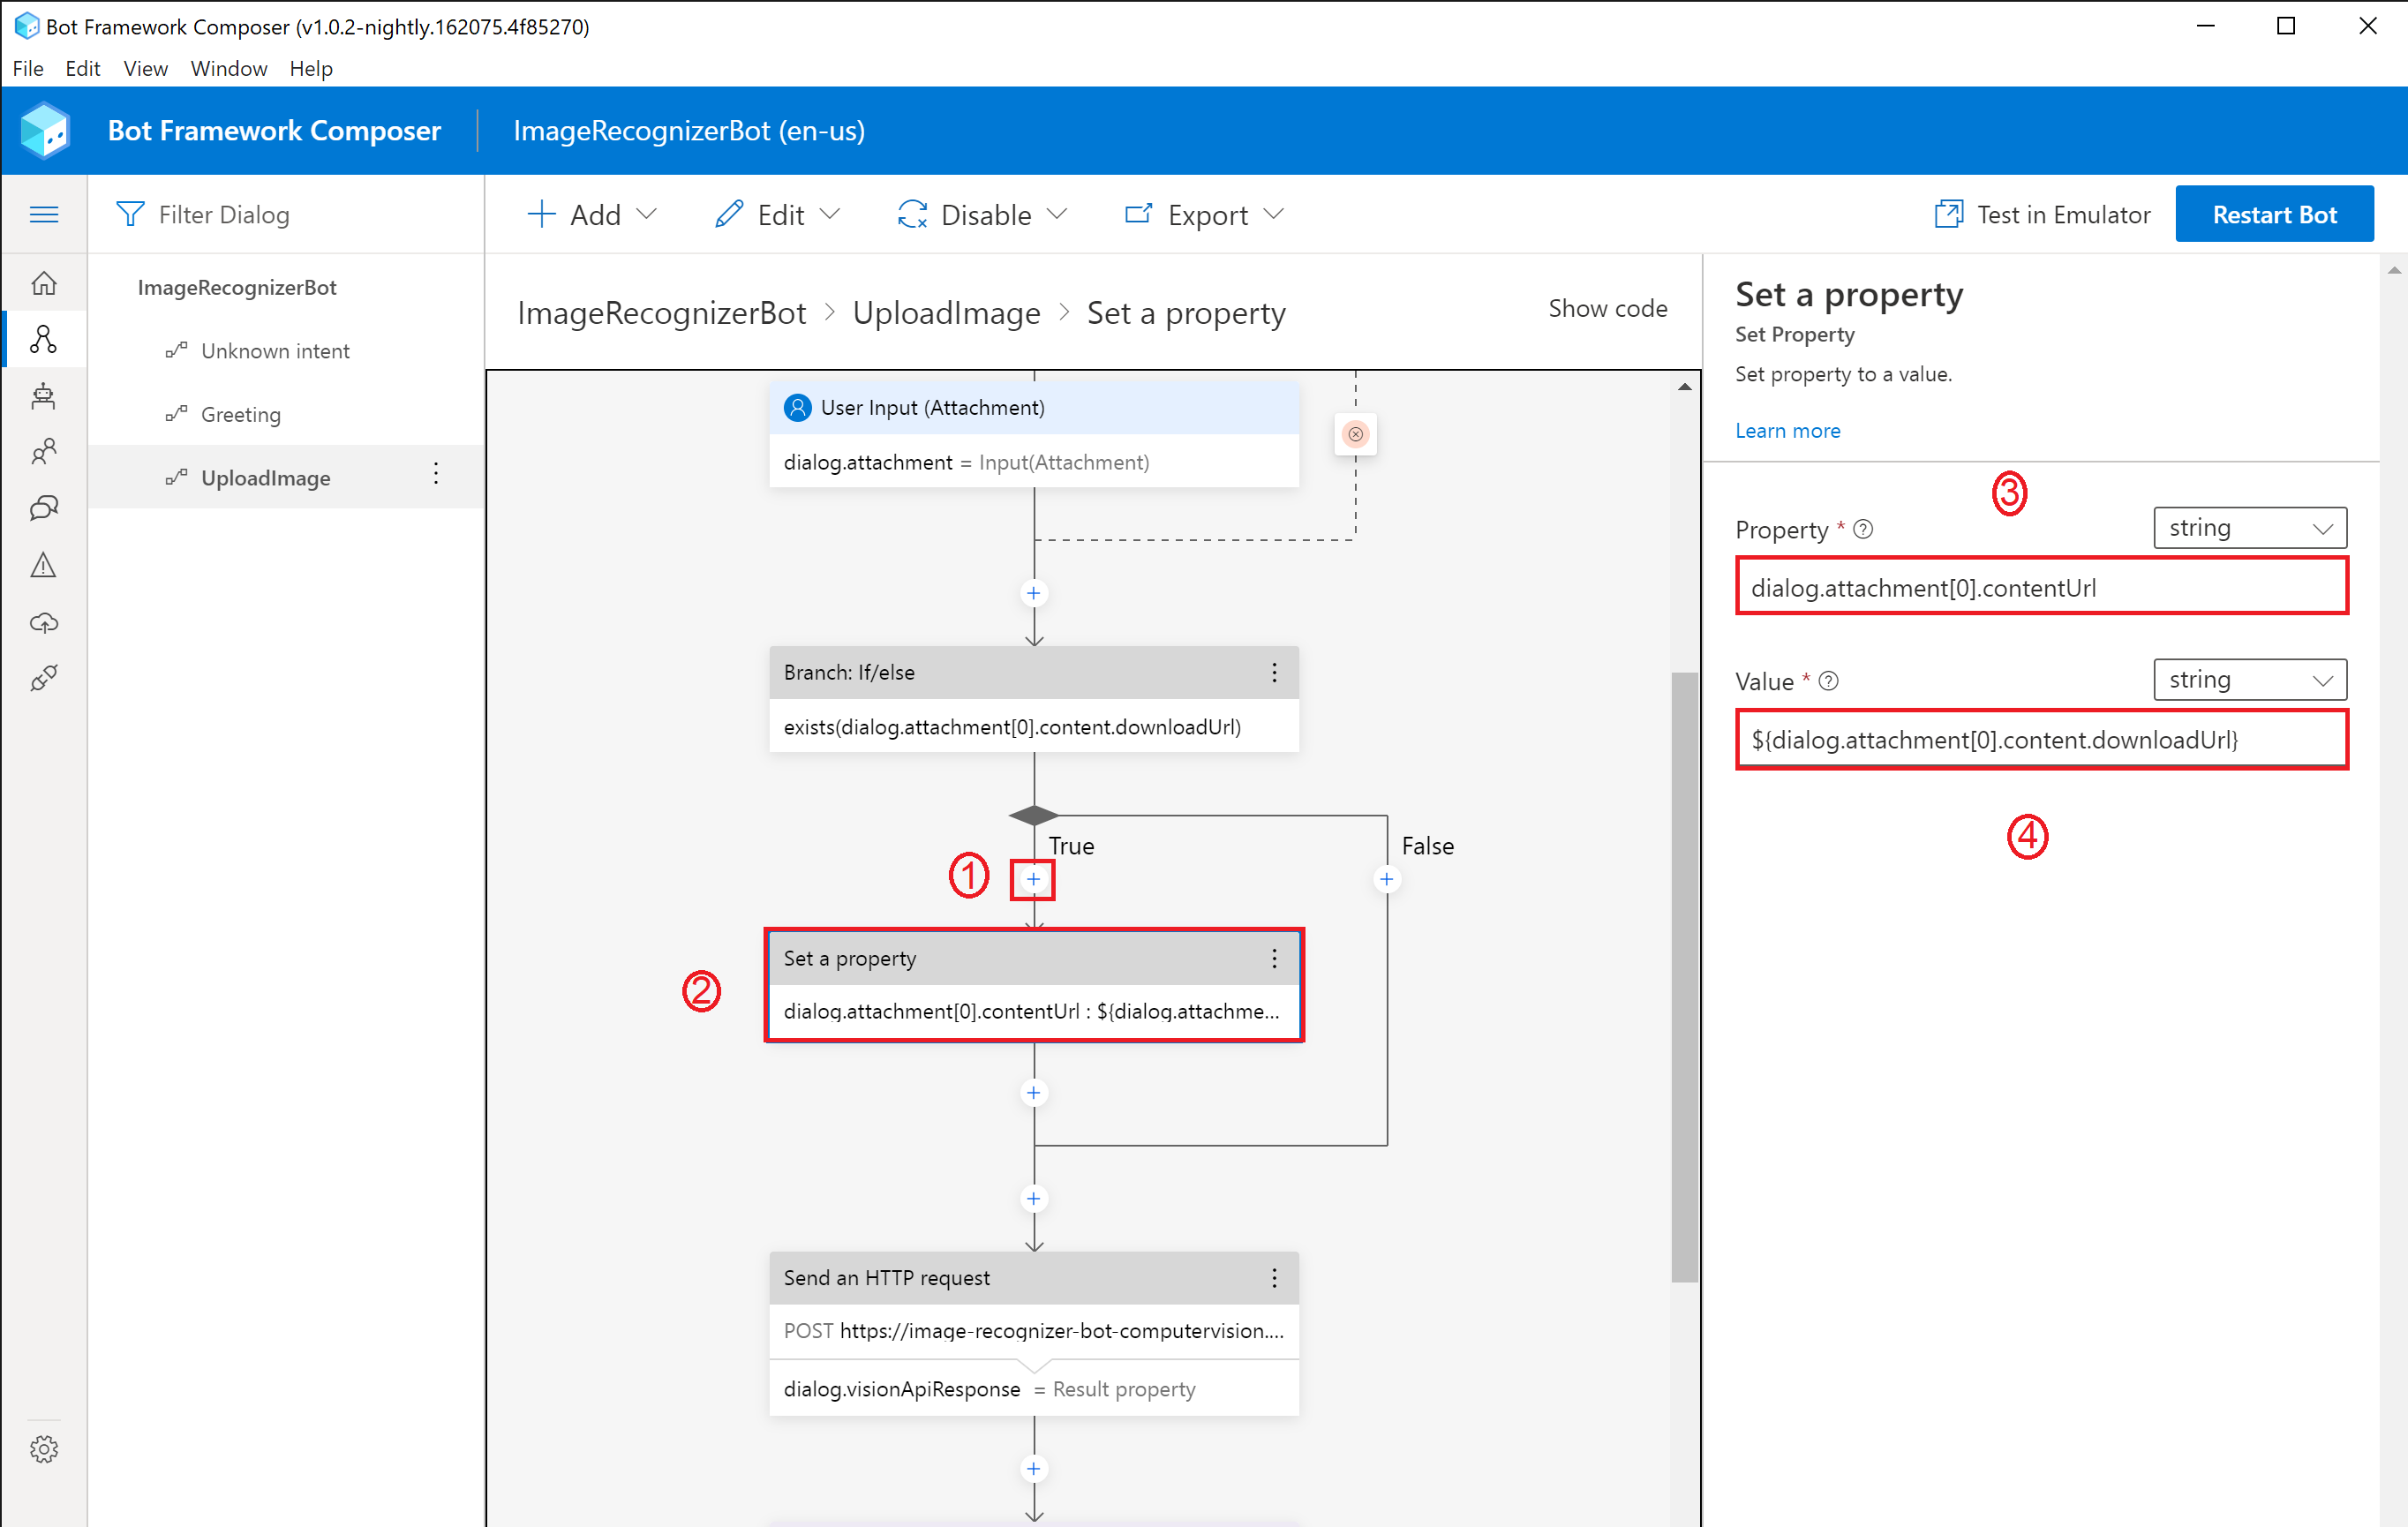 Bot Framework Composer (v1.0.2-nightly.162075.4f85270)
File Edit View Window Help
Bot Framework Composer ImageRecognizerBot (en-us)
Filter Dialog
Add Edit Disable Export Test in Emulator Restart Bot
ImageRecognizerBot
Unknown intent
Greeting
UploadImage
ImageRecognizerBot > UploadImage > Set a property
Show code
User Input (Attachment)
dialog.attachment = Input(Attachment)
Branch: If/else
exists(dialog.attachment[0].content.downloadUrl)
True
False
1
2
Set a property
dialog.attachment[0].contentUrl : ${dialog.attachme...
Send an HTTP request
POST https://image-recognizer-bot-computervision....
dialog.visionApiResponse = Result property
Set a property
Set Property
Set property to a value.
Learn more
3
Property * ? string
dialog.attachment[0].contentUrl
Value * ? string
${dialog.attachment[0].content.downloadUrl}
4